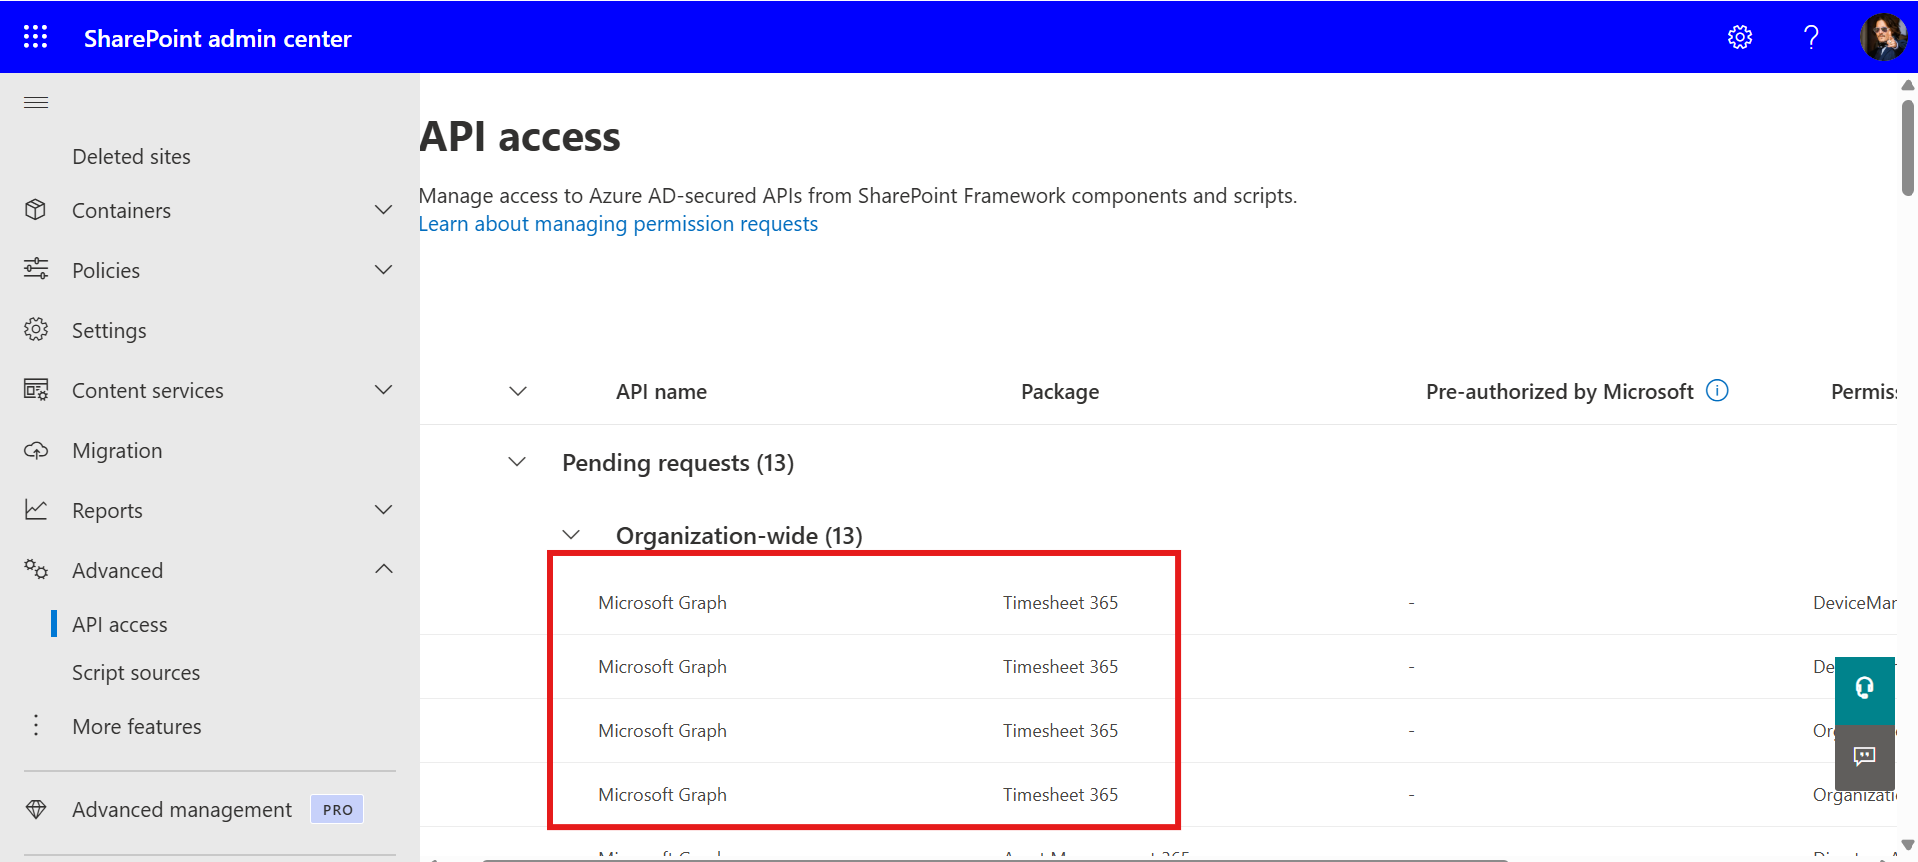 SharePoint admin center
Deleted sites
Containers
Policies
Settings
Content services
Migration
Reports
Advanced
API access
Script sources
More features
Advanced management PRO
API access
Manage access to Azure AD-secured APIs from SharePoint Framework components and scripts.
Learn about managing permission requests
API name Package Pre-authorized by Microsoft Permiss
Pending requests (13)
Organization-wide (13)
Microsoft Graph Timesheet 365 - DeviceMan
Microsoft Graph Timesheet 365 - De
Microsoft Graph Timesheet 365 - Or
Microsoft Graph Timesheet 365 - Organizati